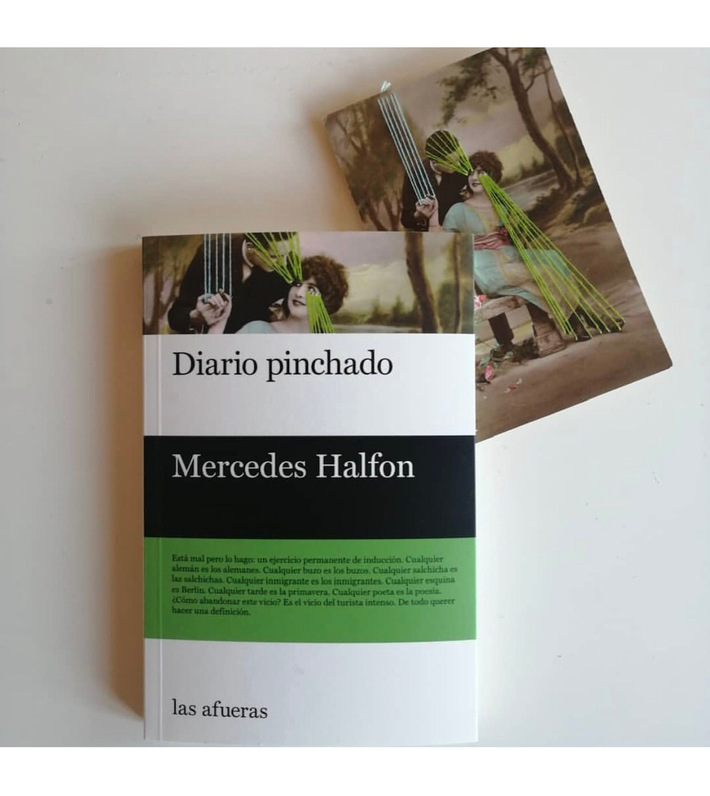 Diario pinchado
Mercedes Halfon
Está mal pero lo hago: un ejercicio permanente de inducción. Cualquier
alemán es los alemanes. Cualquier buzo es los buzos. Cualquier salchicha es
las salchichas. Cualquier inmigrante es los inmigrantes. Cualquier esquina
es Berlín. Cualquier tarde es la primavera. Cualquier poeta es la poesía.
¿Cómo abandonar este vicio? Es el vicio del turista intenso. De todo querer
hacer una definición.
las afueras